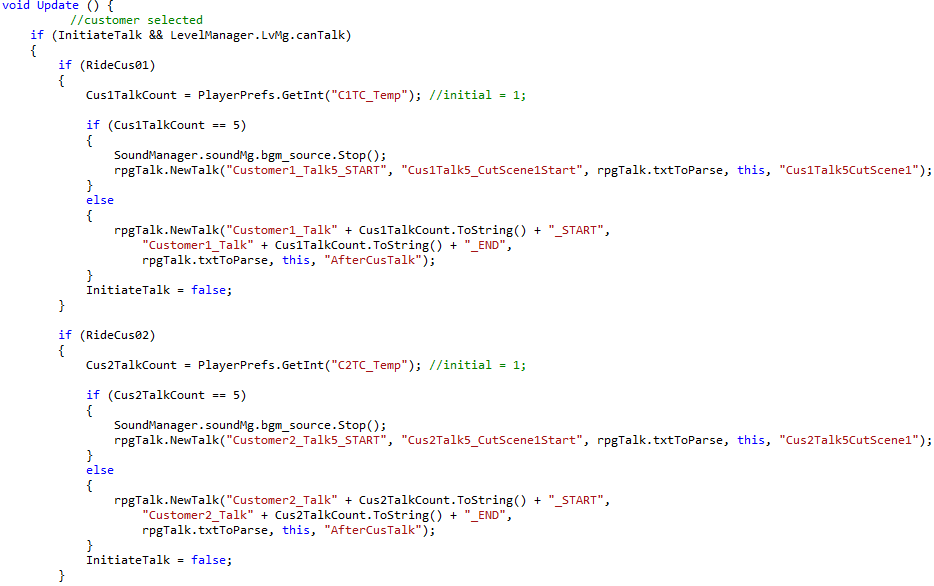 void Update () {
        //customer selected
    if (InitiateTalk && LevelManager.LvMg.canTalk)
    {
        if (RideCus01)
        {
            Cus1TalkCount = PlayerPrefs.GetInt("C1TC_Temp"); //initial = 1;

            if (Cus1TalkCount == 5)
            {
                SoundManager.soundMg.bgm_source.Stop();
                rpgTalk.NewTalk("Customer1_Talk5_START", "Cus1Talk5_CutScene1Start", rpgTalk.txtToParse, this, "Cus1Talk5CutScene1");
            }
            else
            {
                rpgTalk.NewTalk("Customer1_Talk" + Cus1TalkCount.ToString() + "_START",
                    "Customer1_Talk" + Cus1TalkCount.ToString() + "_END",
                    rpgTalk.txtToParse, this, "AfterCusTalk");
            }
            InitiateTalk = false;
        }

        if (RideCus02)
        {
            Cus2TalkCount = PlayerPrefs.GetInt("C2TC_Temp"); //initial = 1;

            if (Cus2TalkCount == 5)
            {
                SoundManager.soundMg.bgm_source.Stop();
                rpgTalk.NewTalk("Customer2_Talk5_START", "Cus2Talk5_CutScene1Start", rpgTalk.txtToParse, this, "Cus2Talk5CutScene1");
            }
            else
            {
                rpgTalk.NewTalk("Customer2_Talk" + Cus2TalkCount.ToString() + "_START",
                    "Customer2_Talk" + Cus2TalkCount.ToString() + "_END",
                    rpgTalk.txtToParse, this, "AfterCusTalk");
            }
            InitiateTalk = false;
        }